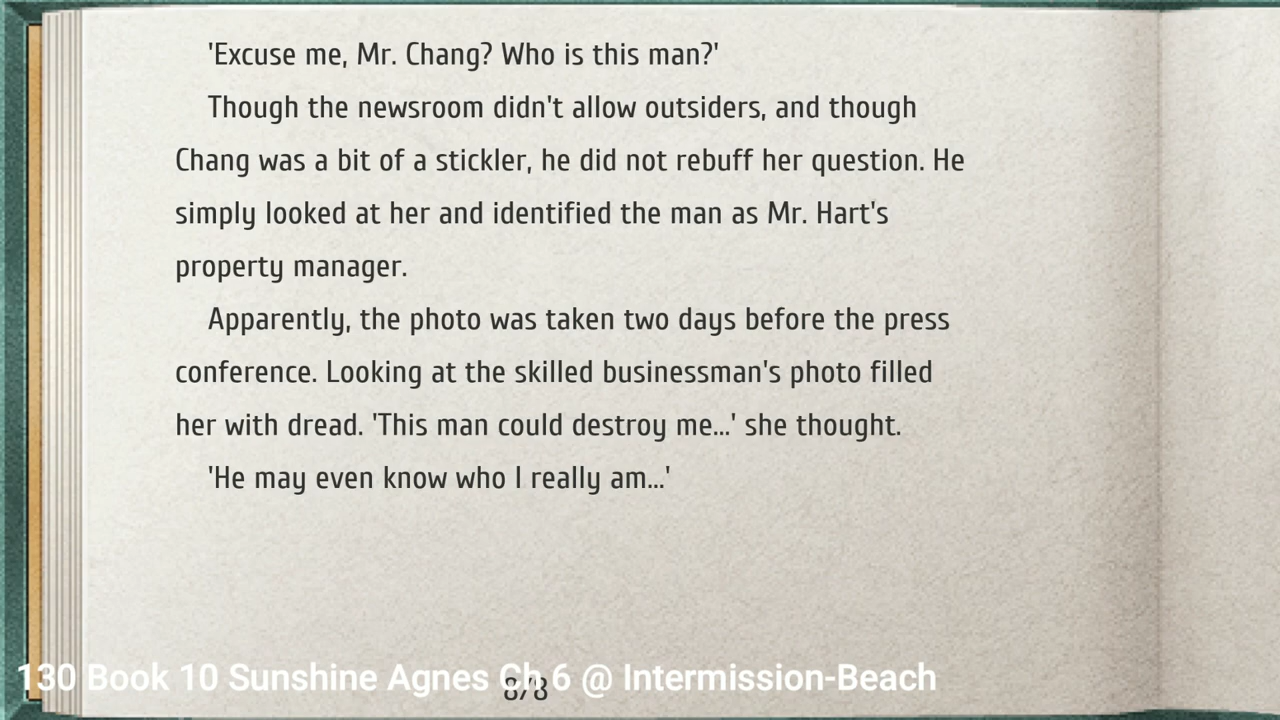 'Excuse me, Mr. Chang? Who is this man?'
Though the newsroom didn't allow outsiders, and though
Chang was a bit of a stickler, he did not rebuff her question. He
simply looked at her and identified the man as Mr. Hart's
property manager.
Apparently, the photo was taken two days before the press
conference. Looking at the skilled businessman's photo filled
her with dread. 'This man could destroy me...' she thought.
'He may even know who I really am...'
130 Book 10 Sunshine Agnes Ch 6 @ Intermission-Beach
8/8